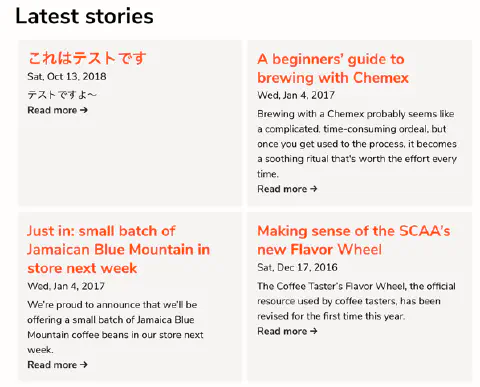 Latest stories
これはテストです
Sat, Oct 13, 2018
テストですよ〜
Read more →
A beginners’ guide to
brewing with Chemex
Wed, Jan 4, 2017
Brewing with a Chemex probably seems like
a complicated, time-consuming ordeal, but
once you get used to the process, it becomes
a soothing ritual that's worth the effort every
time.
Read more →
Just in: small batch of
Jamaican Blue Mountain in
store next week
Wed, Jan 4, 2017
We're proud to announce that we'll be
offering a small batch of Jamaica Blue
Mountain coffee beans in our store next
week.
Read more →
Making sense of the SCAA's
new Flavor Wheel
Sat, Dec 17, 2016
The Coffee Taster's Flavor Wheel, the official
resource used by coffee tasters, has been
revised for the first time this year.
Read more →